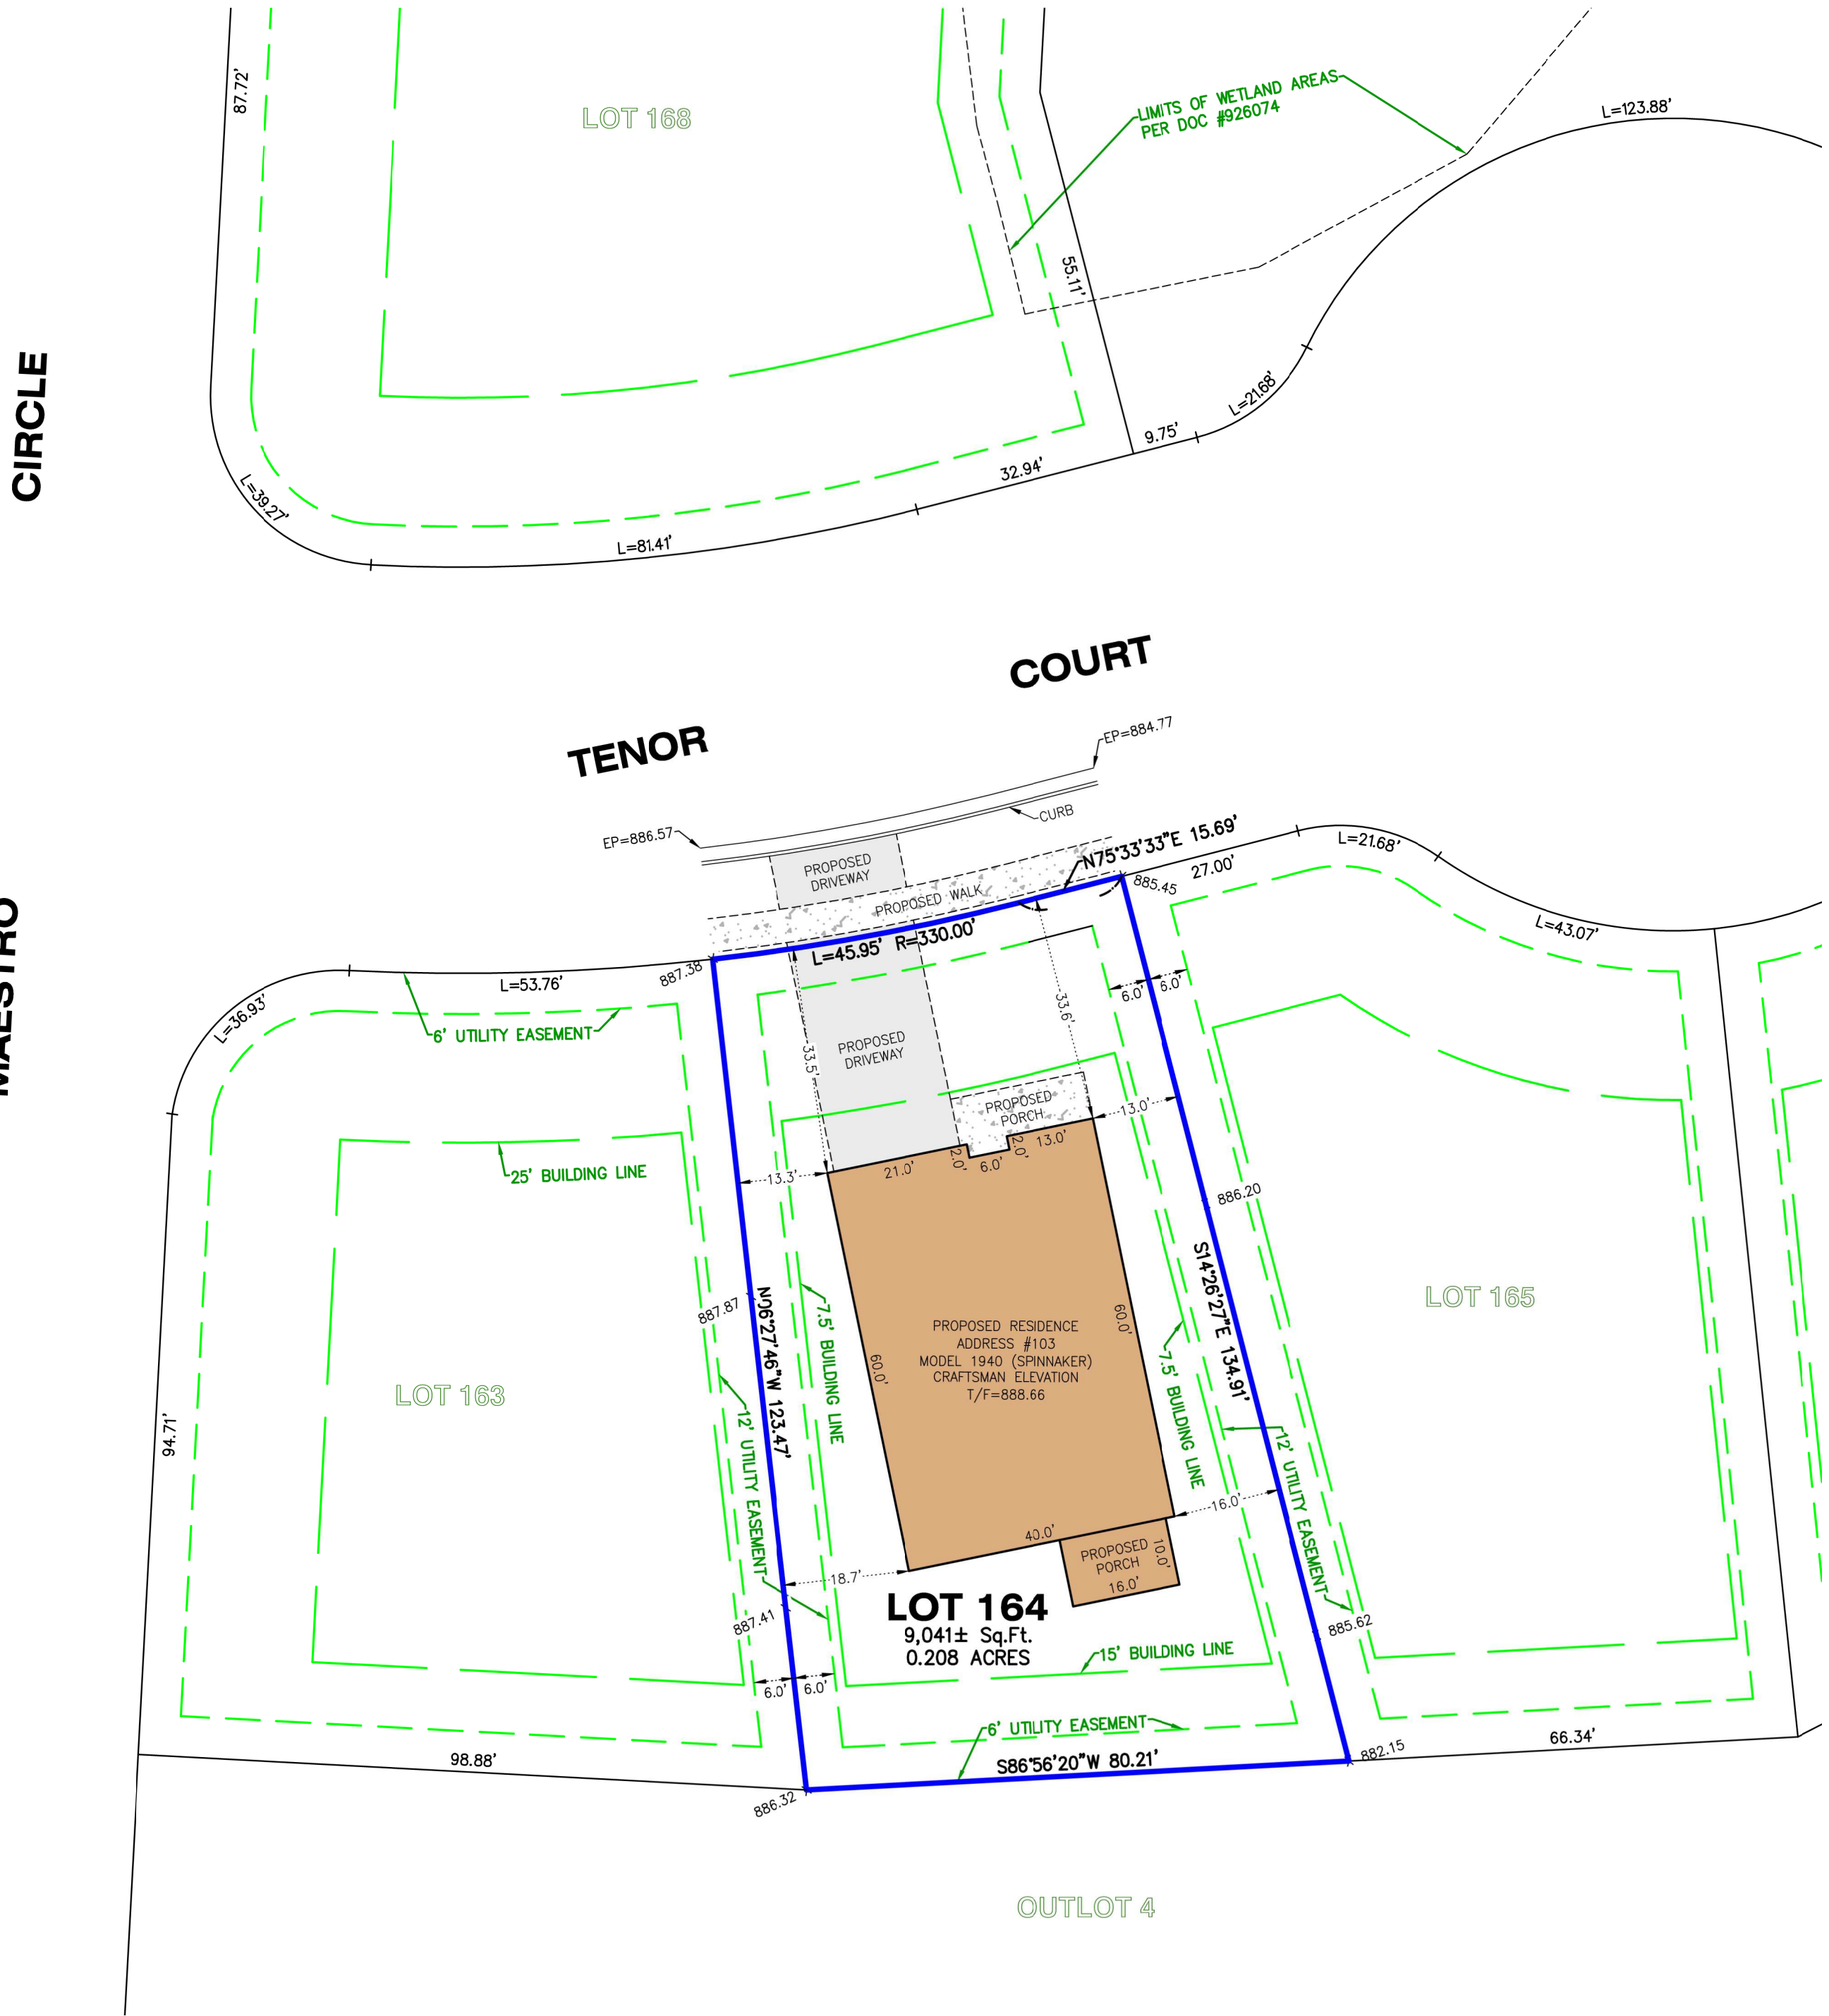 87.72'
LOT 168
LIMITS OF WETLAND AREAS
PER DOC #926074
L=123.88'
55.11'
CIRCLE
L=21.68'
9.75'
32.94'
L=39.27'
L=81.41'
COURT
TENOR
EP=884.77
EP=886.57
CURB
N75°33'33"E 15.69'
PROPOSED
DRIVEWAY
PROPOSED WALK
885.45
27.00'
L=21.68'
L=43.07'
L=45.95' R=330.00'
887.38
L=53.76'
L=36.93'
6' UTILITY EASEMENT
MAESTRO
6.0'
6.0'
33.6'
33.5'
PROPOSED
DRIVEWAY
PROPOSED
PORCH
13.0'
25' BUILDING LINE
13.3'
21.0'
2.0'
6.0'
2.0'
13.0'
886.20
S14°26'27"E 134.91'
LOT 165
887.87
N06°27'46"W 123.47'
7.5' BUILDING LINE
60.0'
PROPOSED RESIDENCE
ADDRESS #103
MODEL 1940 (SPINNAKER)
CRAFTSMAN ELEVATION
T/F=888.66
60.0'
7.5' BUILDING LINE
LOT 163
94.71'
12' UTILITY EASEMENT
12' UTILITY EASEMENT
16.0'
40.0'
PROPOSED
PORCH
10.0'
16.0'
18.7'
LOT 164
9,041± Sq.Ft.
0.208 ACRES
887.41
885.62
15' BUILDING LINE
6.0'
6.0'
6' UTILITY EASEMENT
S86°56'20"W 80.21'
98.88'
66.34'
882.15
886.32
OUTLOT 4